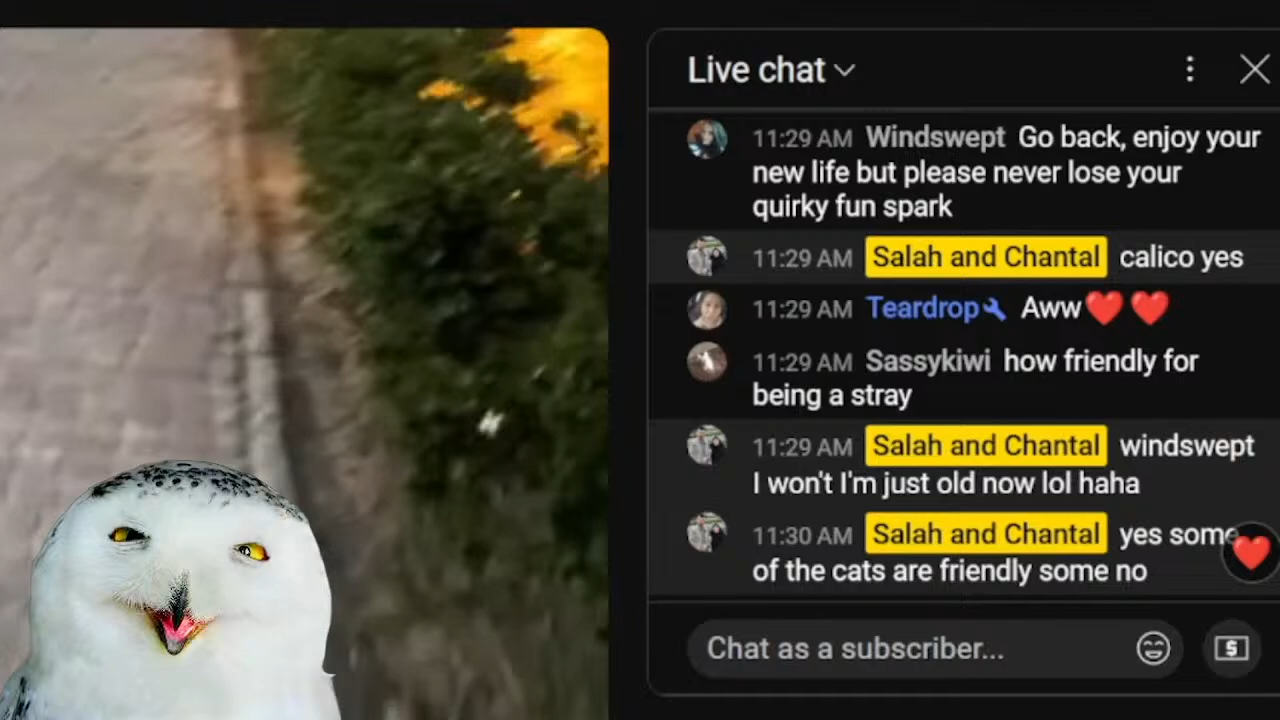 Live chat
11:29 AM Windswept Go back, enjoy your
new life but please never lose your
quirky fun spark
11:29 AM Salah and Chantal calico yes
11:29 AM Teardrop Aww❤️❤️
11:29 AM Sassykiwi how friendly for
being a stray
11:29 AM Salah and Chantal windswept
I won't I'm just old now lol haha
11:30 AM Salah and Chantal yes some
of the cats are friendly some no
Chat as a subscriber...
$